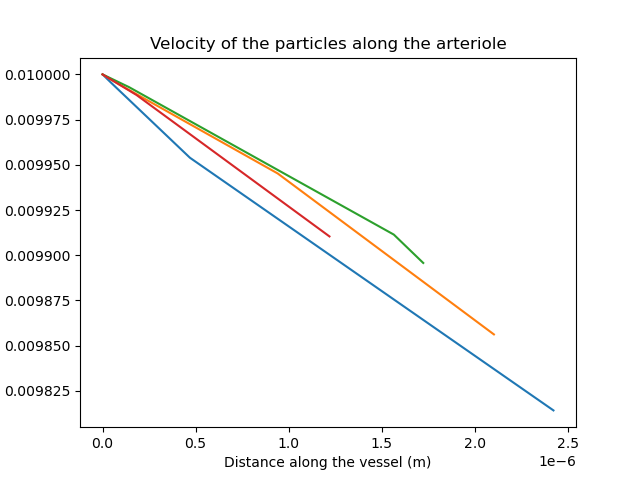 Velocity of the particles along the arteriole
0.010000
0.009975
0.009950
0.009925
0.009900
0.009875
0.009850
0.009825
0.0 0.5 1.0 1.5 2.0 2.5
1e−6
Distance along the vessel (m)